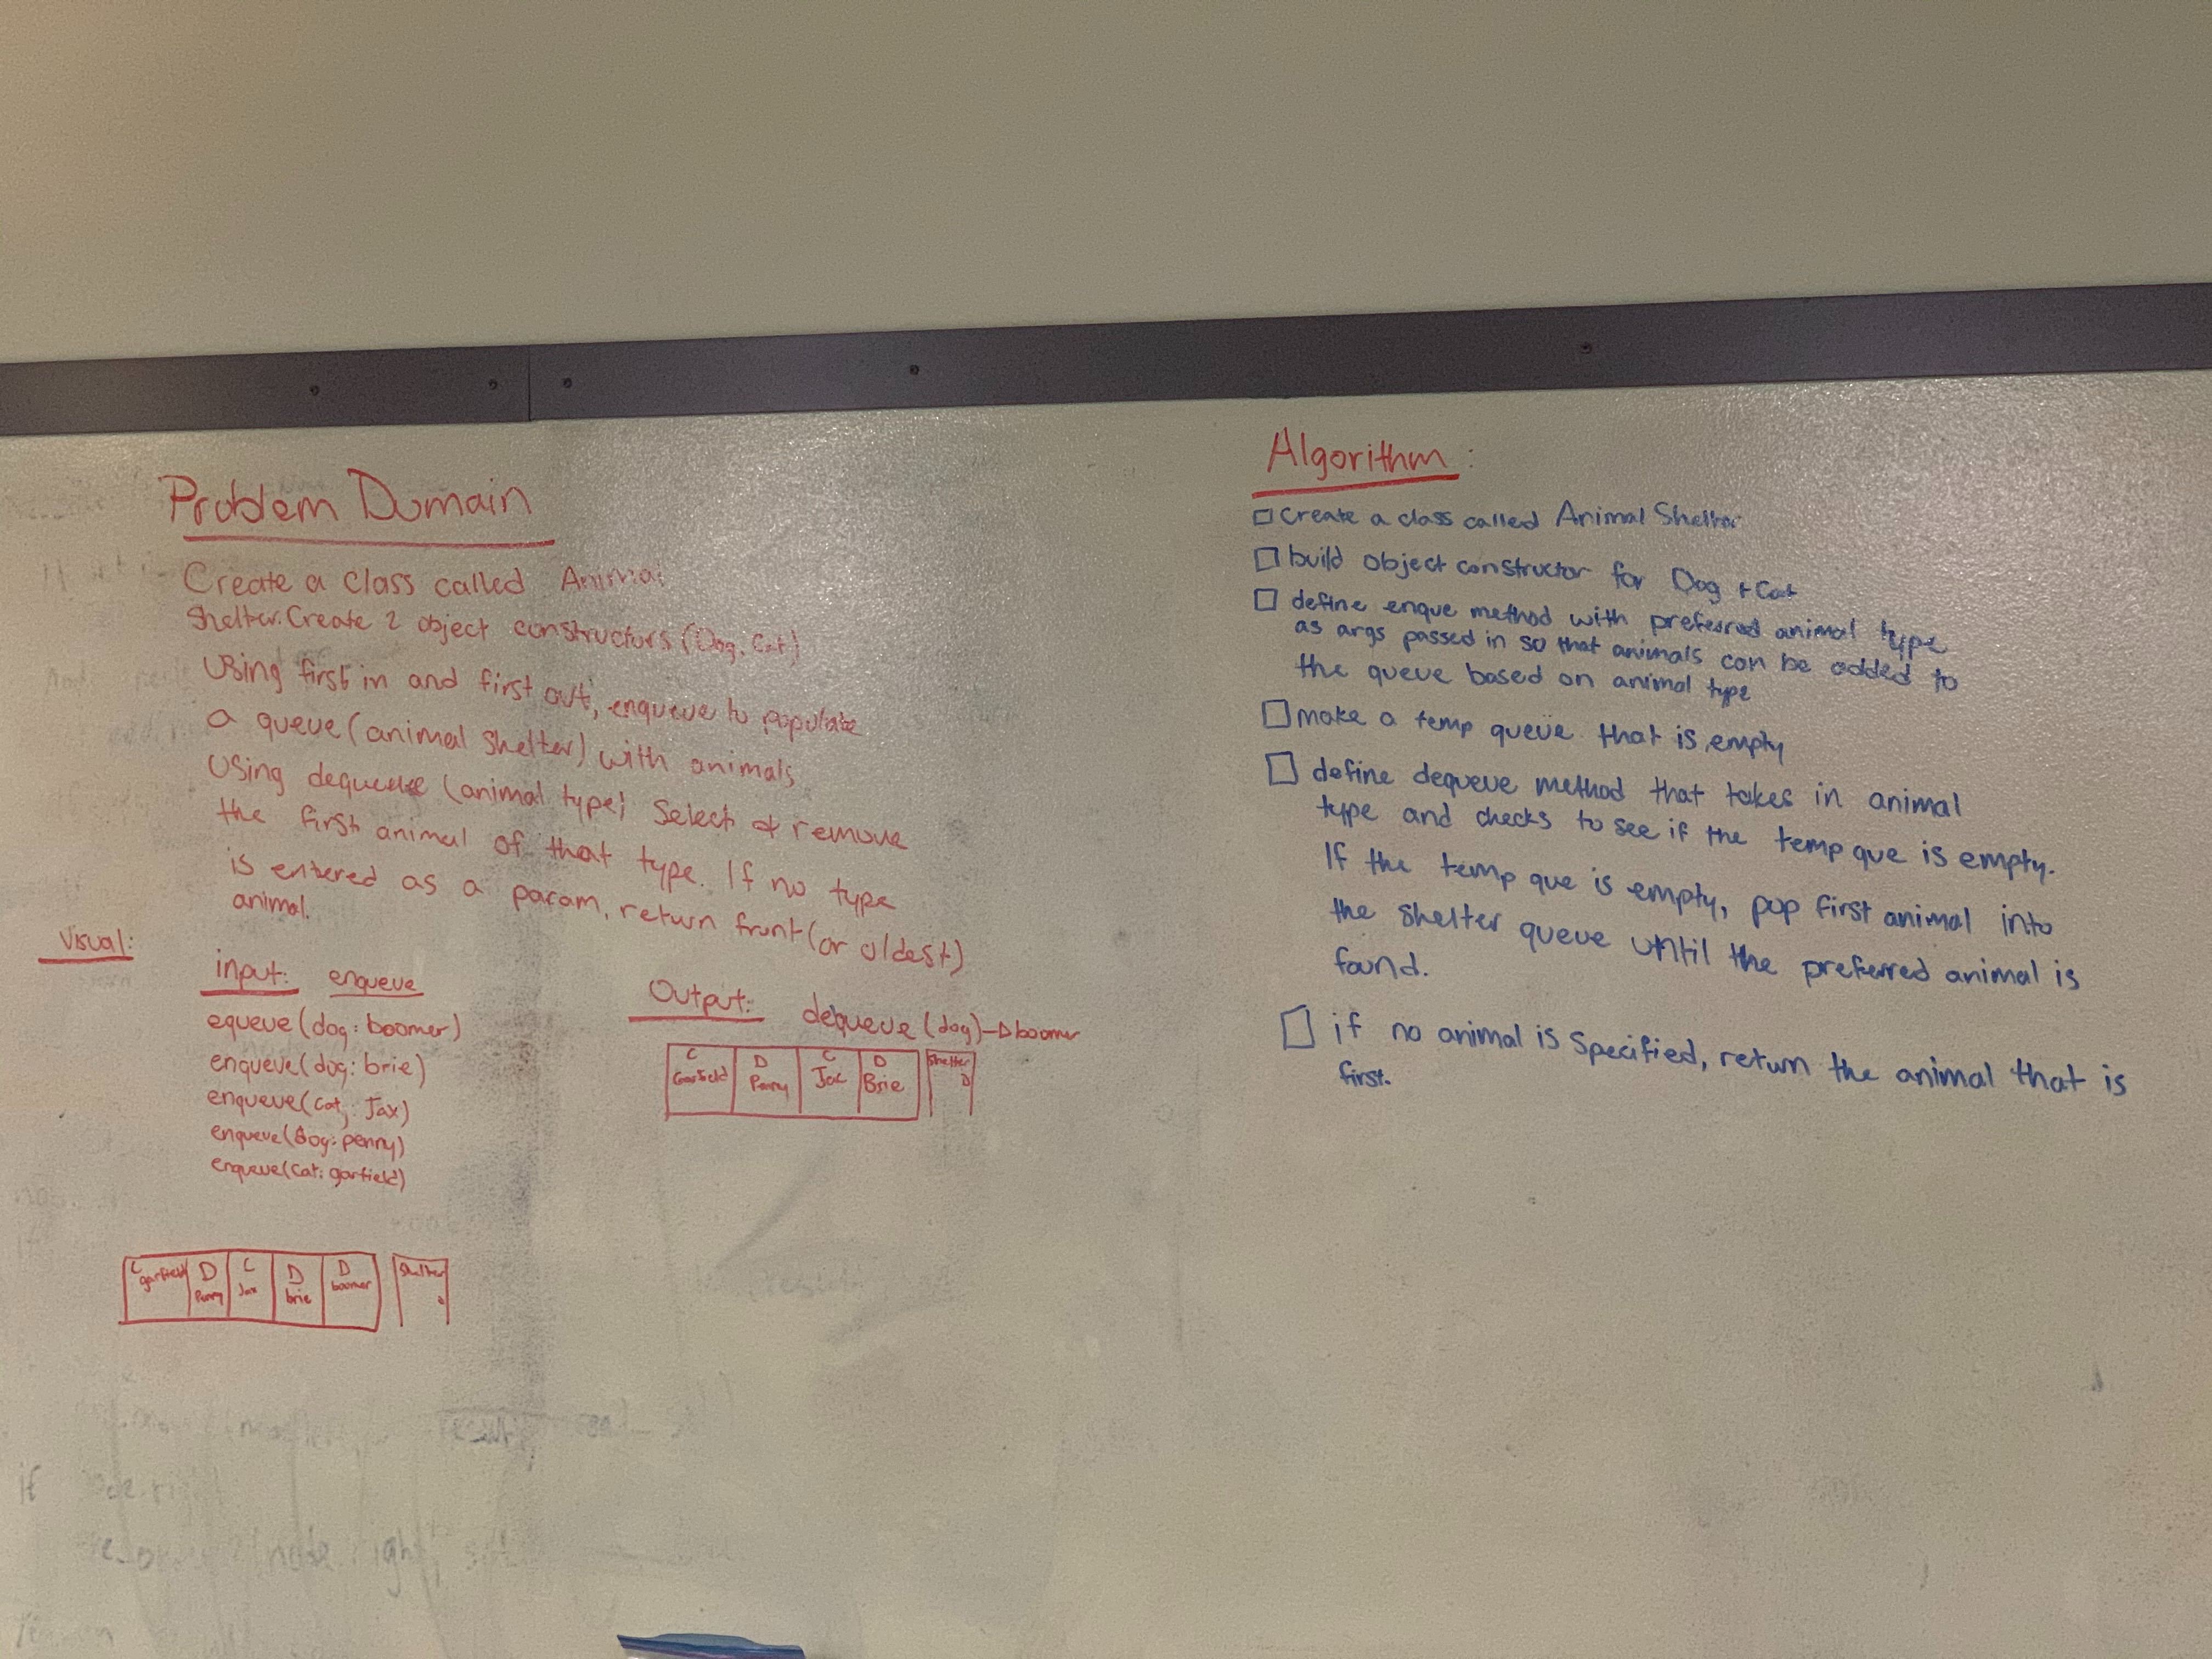 Problem Domain
Create a class called Animal
Shelter. Create 2 object constructors (Dog, Cat)
Using first in and first out, enqueue to populate
a queue (animal shelter) with animals
Using dequeue (animal type) Select & remove
the first animal of that type. If no type
is entered as a param, return front (or oldest)
animal.
Visual:
input: enqueue
equeue (dog: boomer)
enqueue (dog: brie)
enqueue (cat: Jax)
enqueue (Dog: penny)
enqueue (cat: garfield)
C D C D D Shelter
garfield Penny Jax brie boomer
Output: dequeue (dog) → boomer
C D C D Shelter
Garfield Penny Jax Brie
Algorithm:
Create a class called Animal Shelter
build object constructor for Dog + Cat
define enque method with preferred animal type
as args passed in so that animals can be added to
the queue based on animal type
make a temp queue that is empty
define dequeue method that takes in animal
type and checks to see if the temp que is empty.
If the temp que is empty, pop first animal into
the shelter queue until the preferred animal is
found.
if no animal is specified, return the animal that is
first.
if